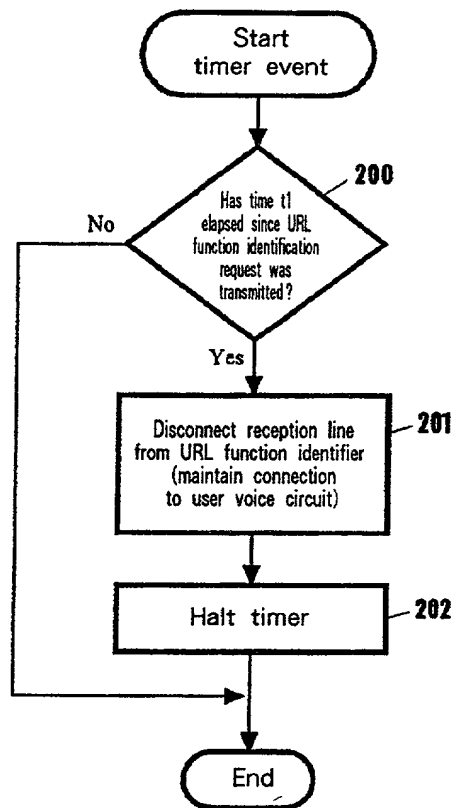 Start
timer event
200
Has time t1
elapsed since URL
function identification
request was
transmitted?
No
Yes
201
Disconnect reception line
from URL function identifier
(maintain connection
to user voice circuit)
202
Halt timer
End